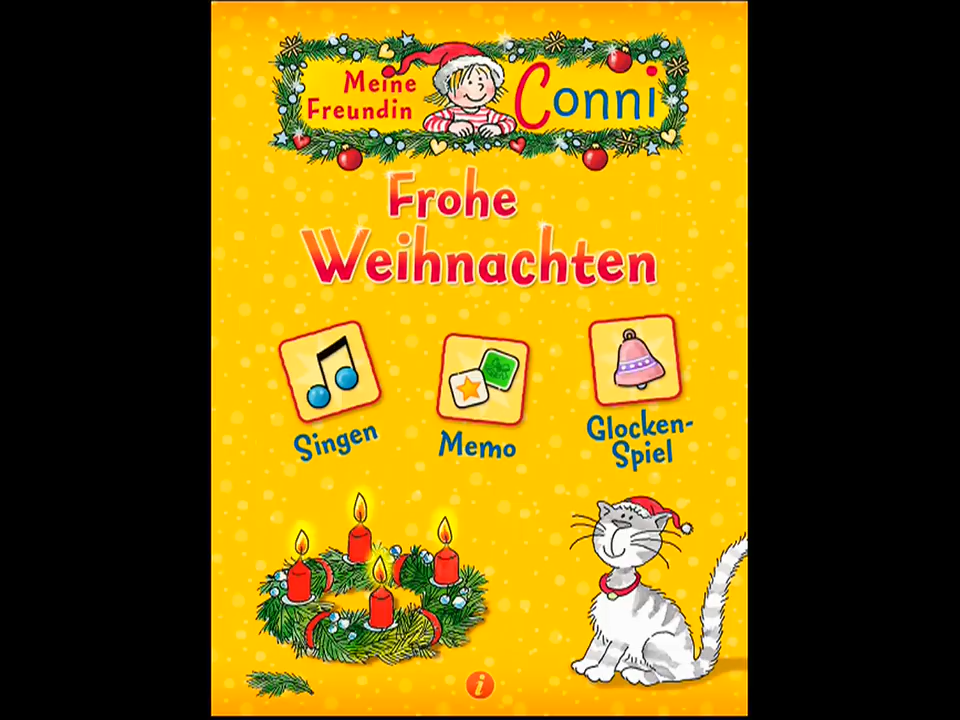 Meine
Freundin
Conni
Frohe
Weihnachten
Singen
Memo
Glocken-
Spiel
i